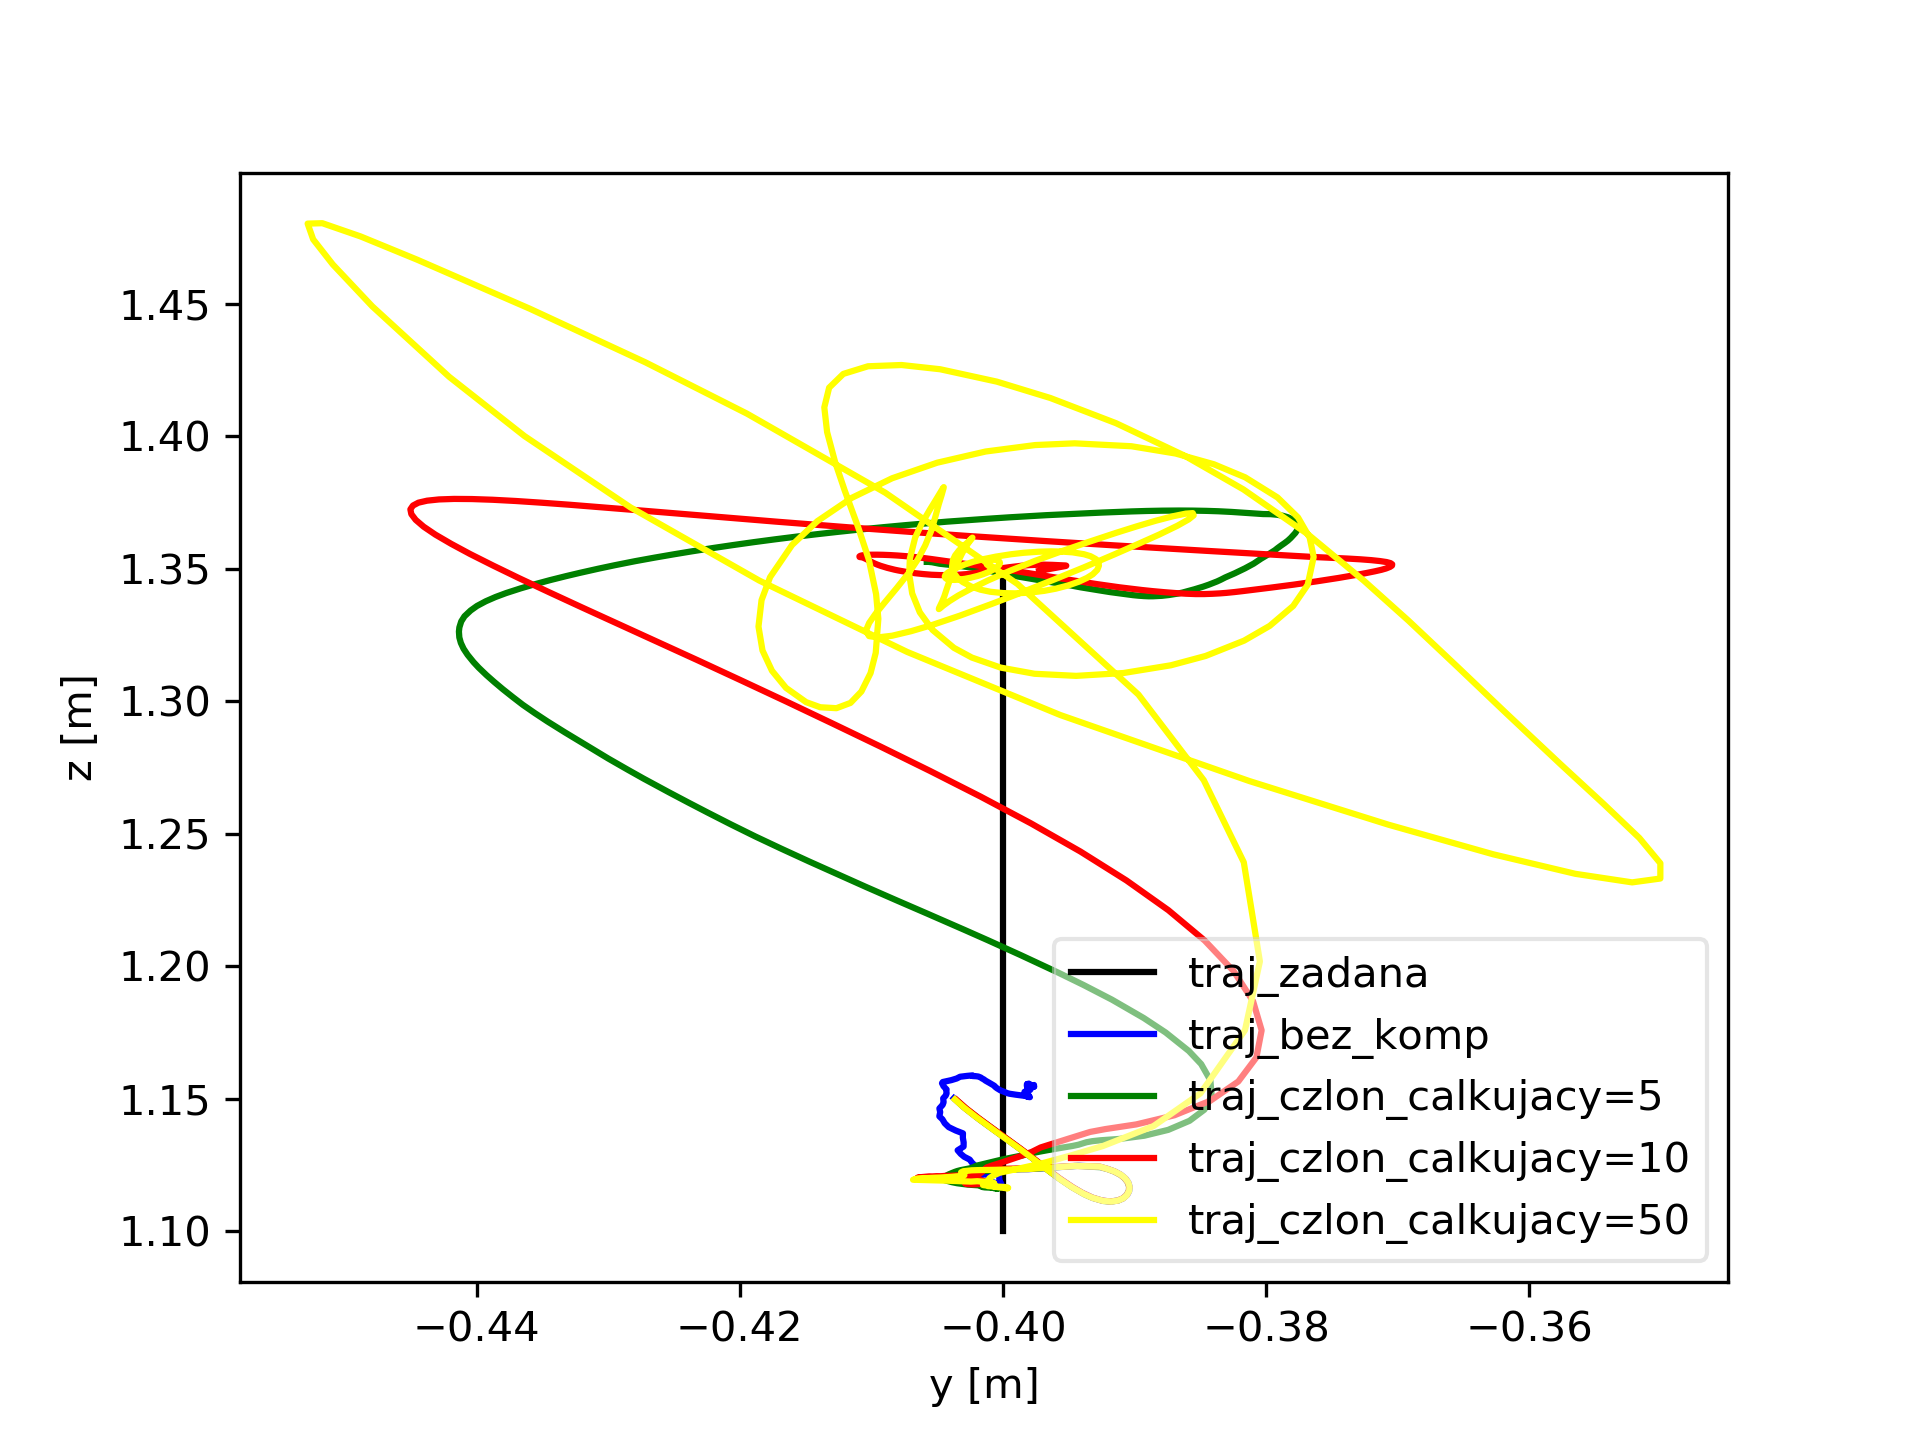 1.45
1.40
1.35
1.30
1.25
1.20
1.15
1.10
z [m]
−0.44 −0.42 −0.40 −0.38 −0.36
y [m]
traj_zadana
traj_bez_komp
traj_czlon_calkujacy=5
traj_czlon_calkujacy=10
traj_czlon_calkujacy=50